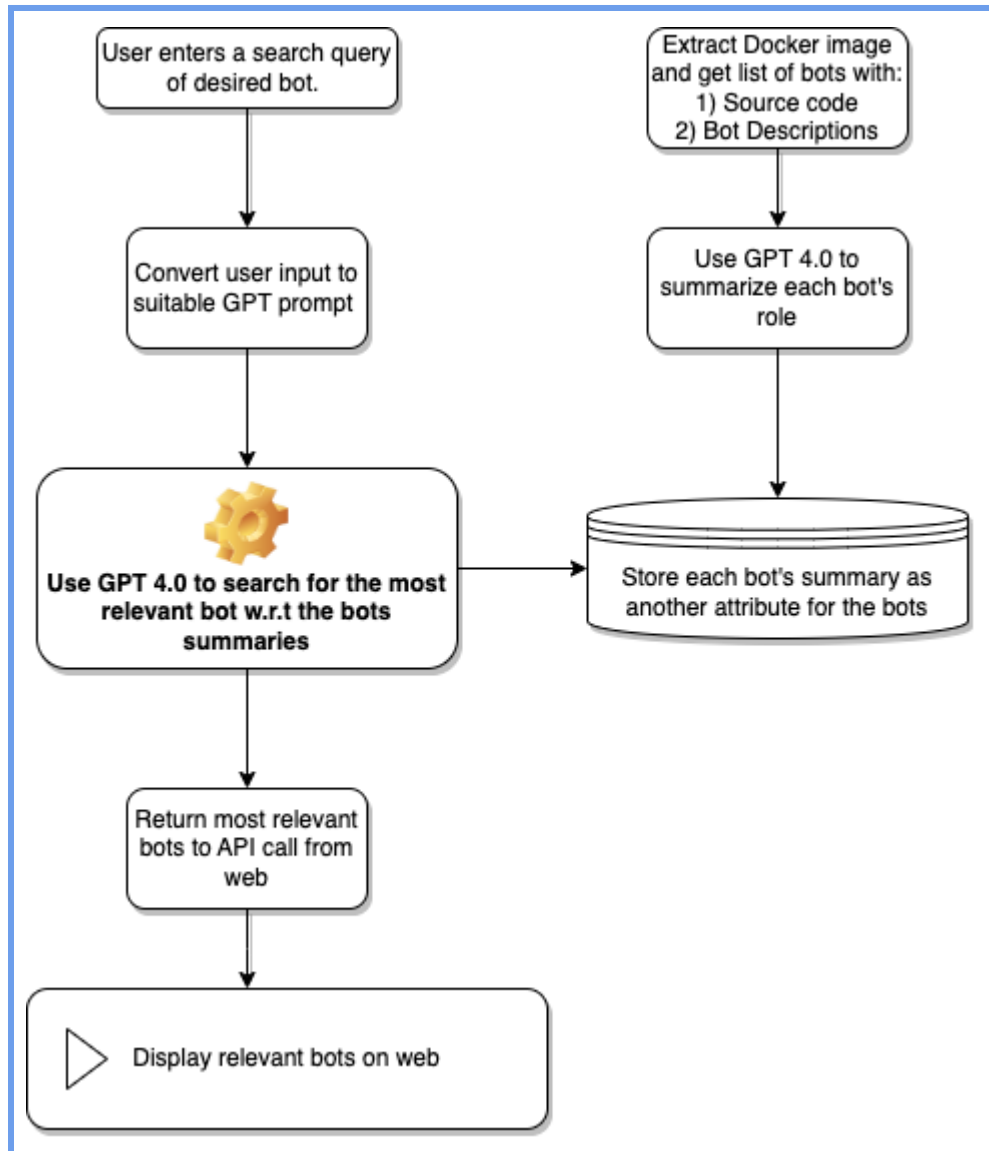 User enters a search query
of desired bot.
Extract Docker image
and get list of bots with:
1) Source code
2) Bot Descriptions
Convert user input to
suitable GPT prompt
Use GPT 4.0 to
summarize each bot's
role
Use GPT 4.0 to search for the most
relevant bot w.r.t the bots
summaries
Store each bot's summary as
another attribute for the bots
Return most relevant
bots to API call from
web
Display relevant bots on web